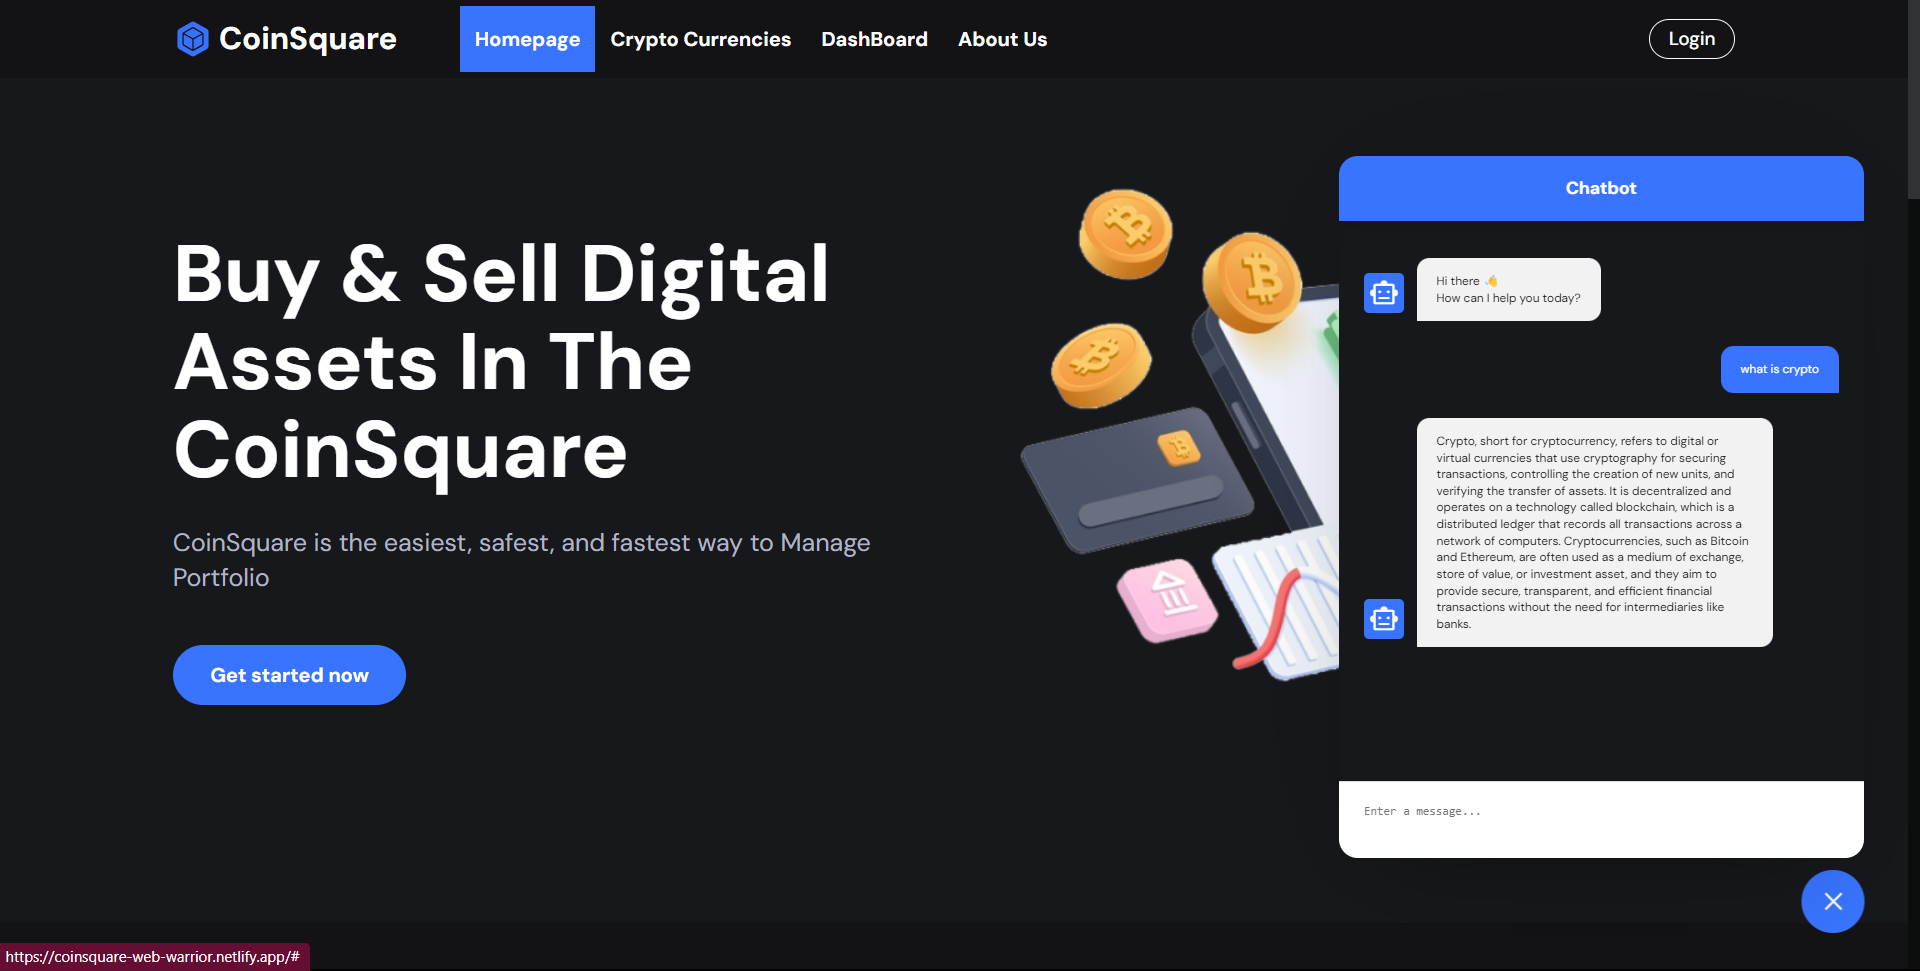 CoinSquare
Homepage
Crypto Currencies
DashBoard
About Us
Login
Buy & Sell Digital
Assets In The
CoinSquare
CoinSquare is the easiest, safest, and fastest way to Manage
Portfolio
Get started now
Chatbot
Hi there 👋
How can I help you today?
what is crypto
Crypto, short for cryptocurrency, refers to digital or
virtual currencies that use cryptography for securing
transactions, controlling the creation of new units, and
verifying the transfer of assets. It is decentralized and
operates on a technology called blockchain, which is a
distributed ledger that records all transactions across a
network of computers. Cryptocurrencies, such as Bitcoin
and Ethereum, are often used as a medium of exchange,
store of value, or investment asset, and they aim to
provide secure, transparent, and efficient financial
transactions without the need for intermediaries like
banks.
Enter a message...
https://coinsquare-web-warrior.netlify.app/#